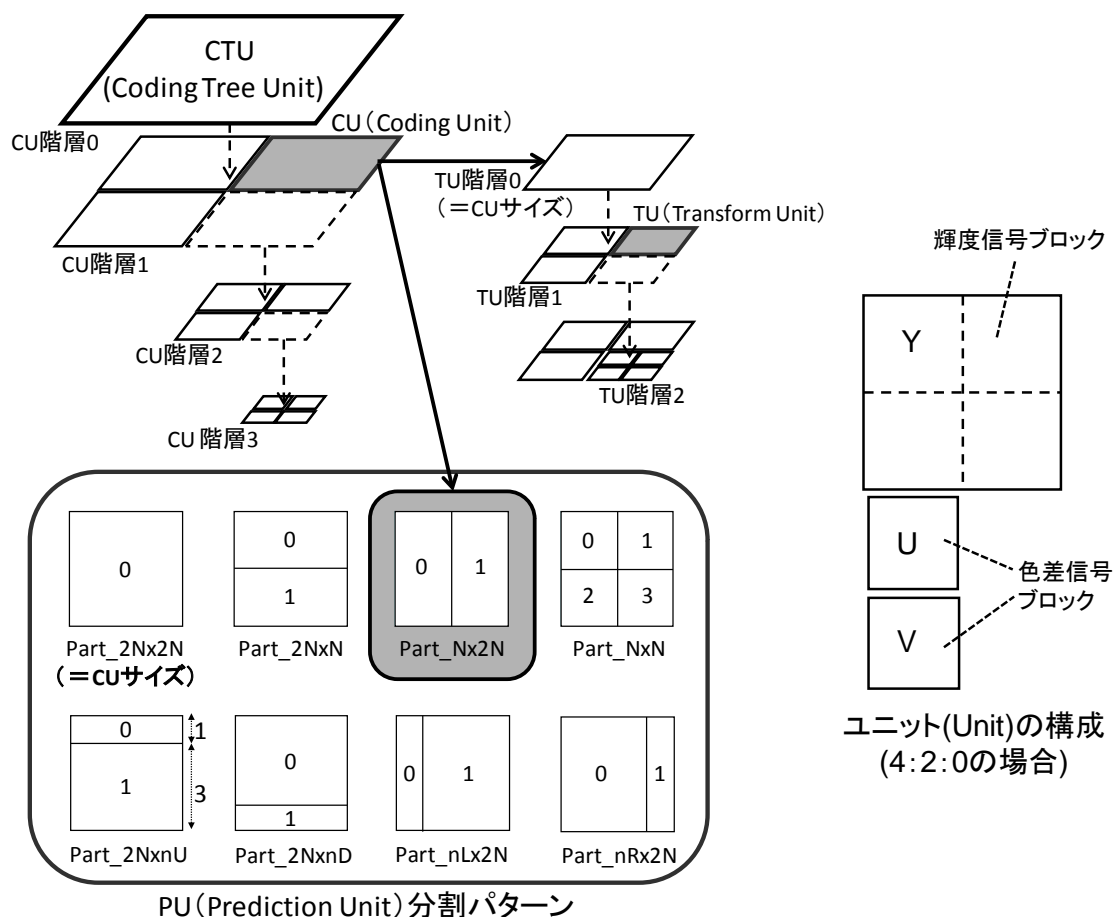 CTU
(Coding Tree Unit)
CU階層0
CU（Coding Unit）
CU階層1
CU階層2
CU 階層3
TU階層0
（＝CUサイズ）
TU（Transform Unit）
TU階層1
TU階層2
0
Part_2Nx2N
（＝CUサイズ）
0
1
Part_2NxN
0 1
Part_Nx2N
0 1
2 3
Part_NxN
0
1
1
3
Part_2NxnU
0
1
Part_2NxnD
0 1
Part_nLx2N
0 1
Part_nRx2N
PU（Prediction Unit）分割パターン
輝度信号ブロック
Y
U
V
色差信号
ブロック
ユニット(Unit)の構成
(4:2:0の場合)